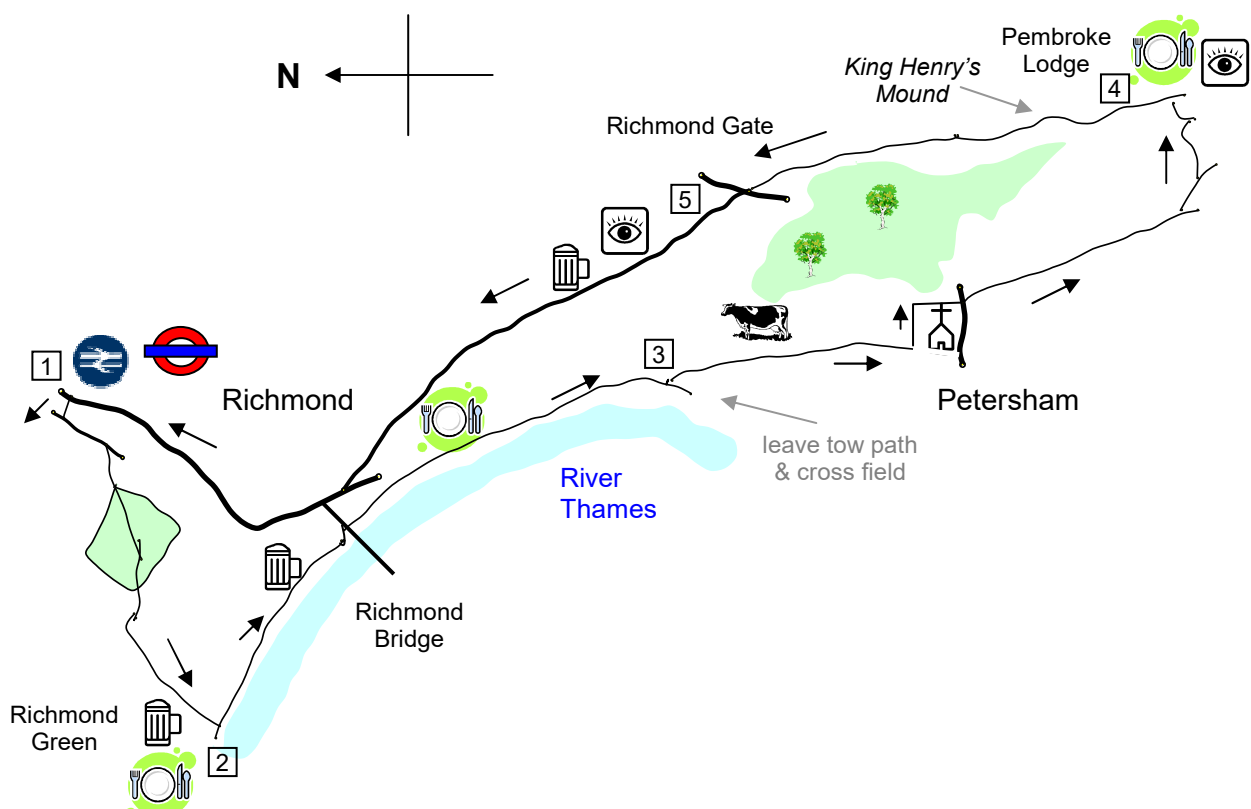 N
Pembroke
Lodge
4
King Henry's
Mound
Richmond Gate
5
1
Richmond
3
Petersham
leave tow path
& cross field
River
Thames
Richmond
Bridge
Richmond
Green
2